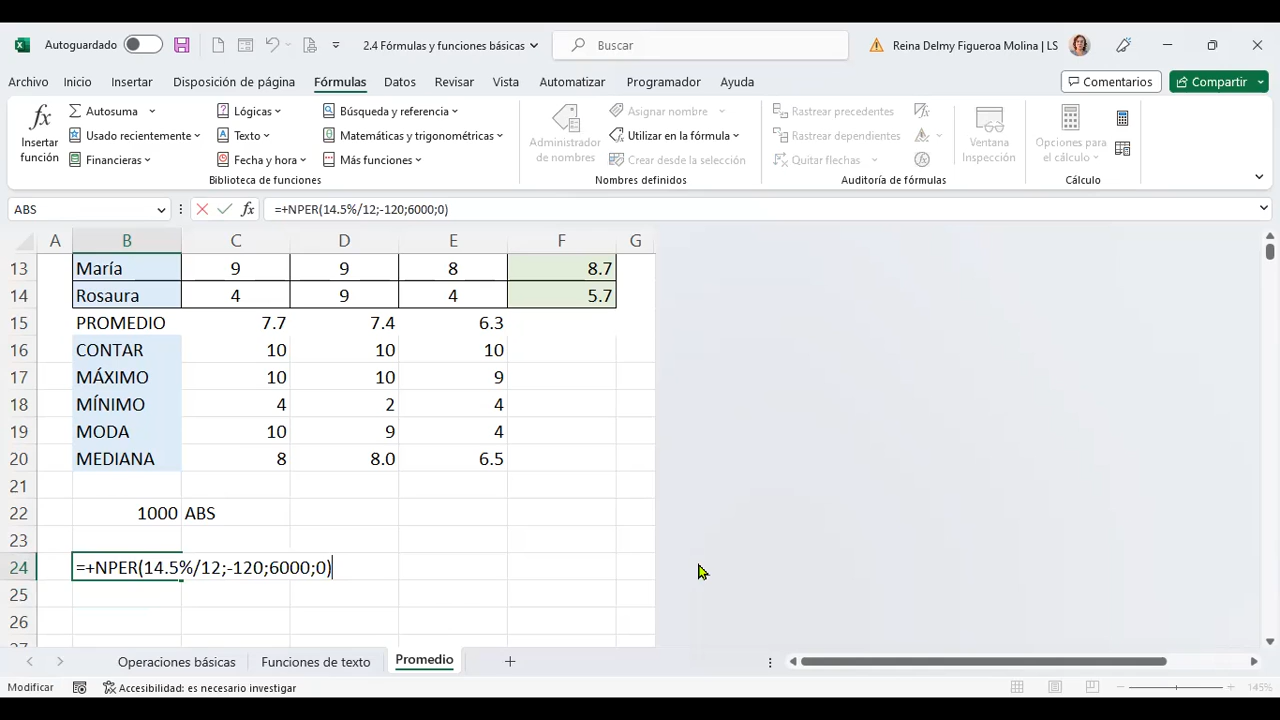 Autoguardado
2.4 Fórmulas y funciones básicas
Buscar
Reina Delmy Figueroa Molina | LS
Archivo Inicio Insertar Disposición de página Fórmulas Datos Revisar Vista Automatizar Programador Ayuda
Comentarios Compartir
Insertar función
Autosuma
Usado recientemente
Financieras
Lógicas
Texto
Fecha y hora
Búsqueda y referencia
Matemáticas y trigonométricas
Más funciones
Biblioteca de funciones
Administrador de nombres
Asignar nombre
Utilizar en la fórmula
Crear desde la selección
Nombres definidos
Rastrear precedentes
Rastrear dependientes
Quitar flechas
Ventana Inspección
Auditoría de fórmulas
Opciones para el cálculo
Cálculo
ABS fx =+NPER(14.5%/12;-120;6000;0)
A B C D E F G
13 María 9 9 8 8.7
14 Rosaura 4 9 4 5.7
15 PROMEDIO 7.7 7.4 6.3
16 CONTAR 10 10 10
17 MÁXIMO 10 10 9
18 MÍNIMO 4 2 4
19 MODA 10 9 4
20 MEDIANA 8 8.0 6.5
21
22 1000 ABS
23
24 =+NPER(14.5%/12;-120;6000;0)
25
26
27
Operaciones básicas Funciones de texto Promedio
Modificar Accesibilidad: es necesario investigar 145%